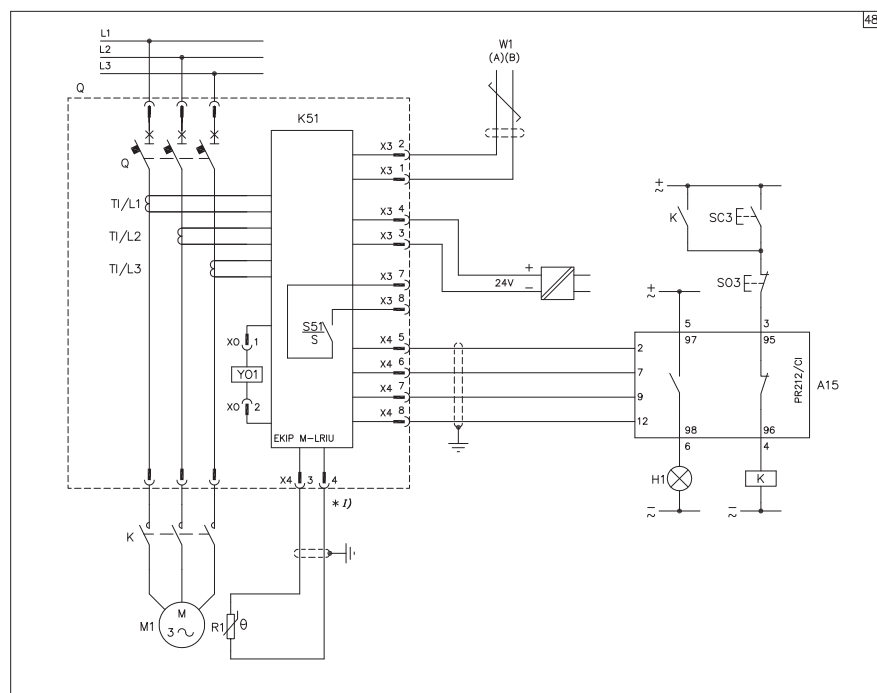 48
L1
L2
L3
Q
W1
(A)(B)
K51
X3 2
X3 1
Q
TI/L1
TI/L2
TI/L3
X3 4
X3 3
+
−
24V
X3 7
X3 8
S51
S
X0 1
Y01
X0 2
X4 5
X4 6
X4 7
X4 8
EKIP M-LRIU
X4 3 4
* I)
K
M1
M
3
R1
θ
+
~
K
SC3
SO3
+
~
5
3
97
95
2
7
9
12
PR212/CI
A15
98
96
6
4
H1
K
−
~
−
~